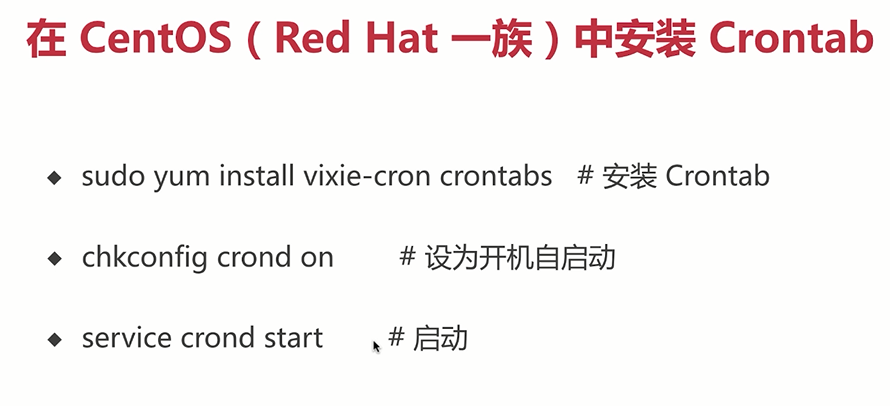 在 CentOS（Red Hat 一族）中安装 Crontab
◆ sudo yum install vixie-cron crontabs # 安装 Crontab
◆ chkconfig crond on # 设为开机自启动
◆ service crond start # 启动